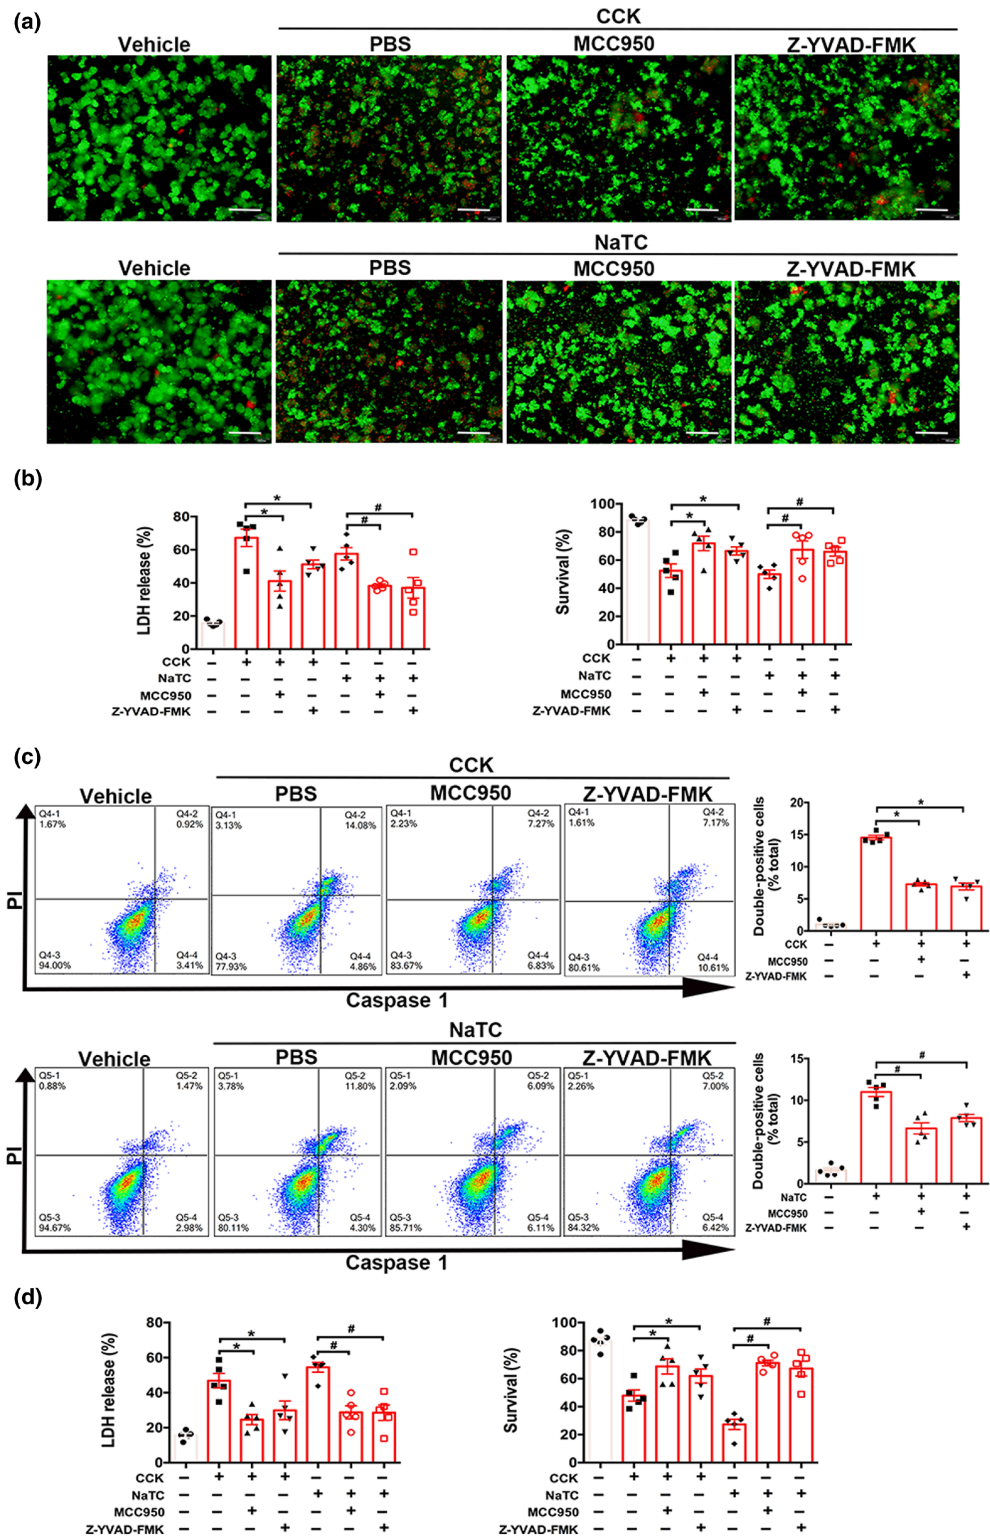 (a)
CCK
Vehicle PBS MCC950 Z-YVAD-FMK
NaTC
Vehicle PBS MCC950 Z-YVAD-FMK
(b)
LDH release (%)
80
60
40
20
0
* *
# #
CCK − + + + − − −
NaTC − − − − + + +
MCC950 − − + − − + −
Z-YVAD-FMK − − − + − − +
Survival (%)
100
80
60
40
20
0
* *
# #
CCK − + + + − − −
NaTC − − − − + + +
MCC950 − − + − − + −
Z-YVAD-FMK − − − + − − +
(c)
CCK
Vehicle PBS MCC950 Z-YVAD-FMK
PI
Q4-1 1.67% Q4-2 0.92% Q4-3 94.00% Q4-4 3.41%
Q4-1 3.13% Q4-2 14.08% Q4-3 77.93% Q4-4 4.86%
Q4-1 2.23% Q4-2 7.27% Q4-3 83.67% Q4-4 6.83%
Q4-1 1.61% Q4-2 7.17% Q4-3 80.61% Q4-4 10.61%
Caspase 1
Double-positive cells
(% total)
20
15
10
5
0
* *
CCK − + + +
MCC950 − − + −
Z-YVAD-FMK − − − +
NaTC
Vehicle PBS MCC950 Z-YVAD-FMK
PI
Q5-1 0.88% Q5-2 1.47% Q5-3 94.67% Q5-4 2.98%
Q5-1 3.78% Q5-2 11.80% Q5-3 80.11% Q5-4 4.30%
Q5-1 2.09% Q5-2 6.09% Q5-3 85.71% Q5-4 6.11%
Q5-1 2.26% Q5-2 7.00% Q5-3 84.32% Q5-4 6.42%
Caspase 1
Double-positive cells
(% total)
15
10
5
0
# #
NaTC − + + +
MCC950 − − + −
Z-YVAD-FMK − − − +
(d)
LDH release (%)
80
60
40
20
0
* *
# #
CCK − + + + − − −
NaTC − − − − + + +
MCC950 − − + − − + −
Z-YVAD-FMK − − − + − − +
Survival (%)
100
80
60
40
20
0
* *
# #
CCK − + + + − − −
NaTC − − − − + + +
MCC950 − − + − − + −
Z-YVAD-FMK − − − + − − +